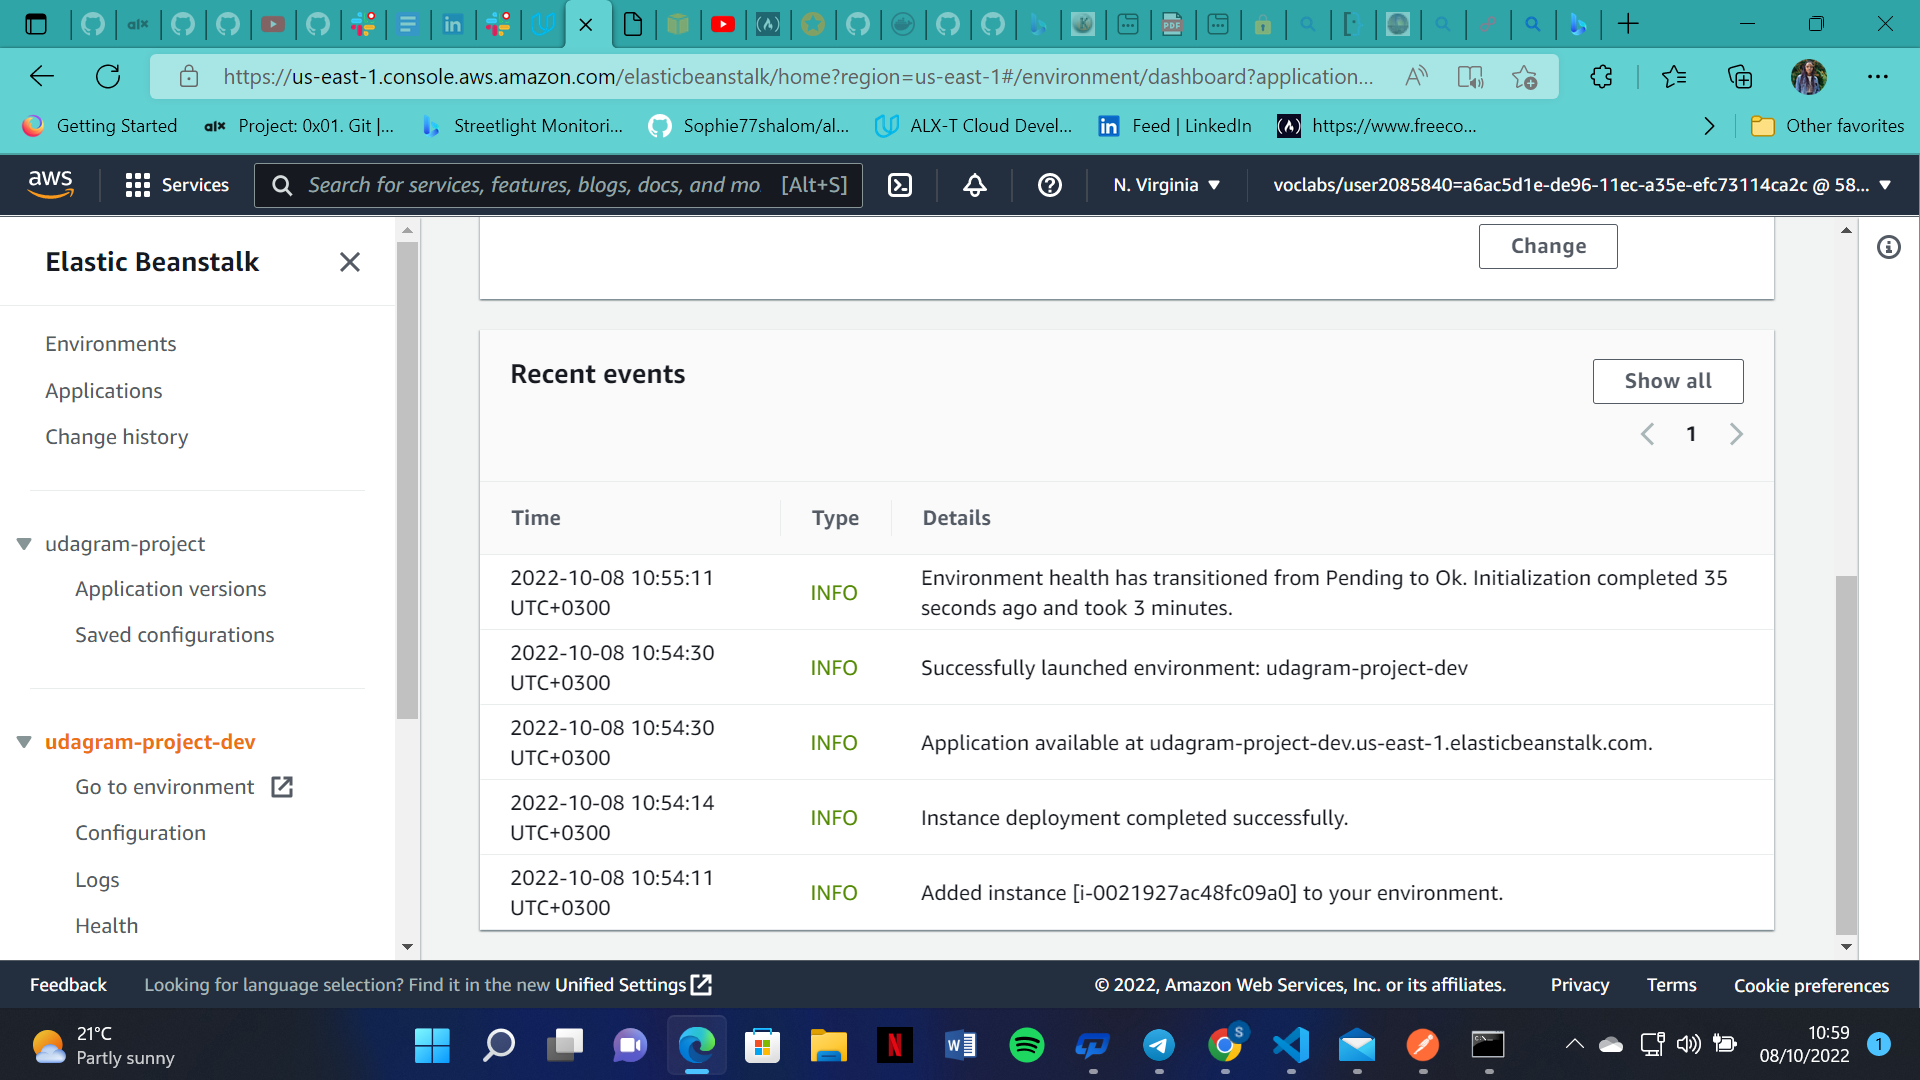 https://us-east-1.console.aws.amazon.com/elasticbeanstalk/home?region=us-east-1#/environment/dashboard?application...
Getting Started
alx Project: 0x01. Git |...
Streetlight Monitori...
Sophie77shalom/al...
ALX-T Cloud Devel...
Feed | LinkedIn
https://www.freeco...
Other favorites
aws
Services
Search for services, features, blogs, docs, and mo
[Alt+S]
N. Virginia
voclabs/user2085840=a6ac5d1e-de96-11ec-a35e-efc73114ca2c @ 58...
Elastic Beanstalk
Environments
Applications
Change history
udagram-project
Application versions
Saved configurations
udagram-project-dev
Go to environment
Configuration
Logs
Health
Change
Recent events
Show all
1
Time Type Details
2022-10-08 10:55:11
UTC+0300
INFO
Environment health has transitioned from Pending to Ok. Initialization completed 35
seconds ago and took 3 minutes.
2022-10-08 10:54:30
UTC+0300
INFO
Successfully launched environment: udagram-project-dev
2022-10-08 10:54:30
UTC+0300
INFO
Application available at udagram-project-dev.us-east-1.elasticbeanstalk.com.
2022-10-08 10:54:14
UTC+0300
INFO
Instance deployment completed successfully.
2022-10-08 10:54:11
UTC+0300
INFO
Added instance [i-0021927ac48fc09a0] to your environment.
Feedback
Looking for language selection? Find it in the new Unified Settings
© 2022, Amazon Web Services, Inc. or its affiliates.
Privacy
Terms
Cookie preferences
21°C
Partly sunny
10:59
08/10/2022
1